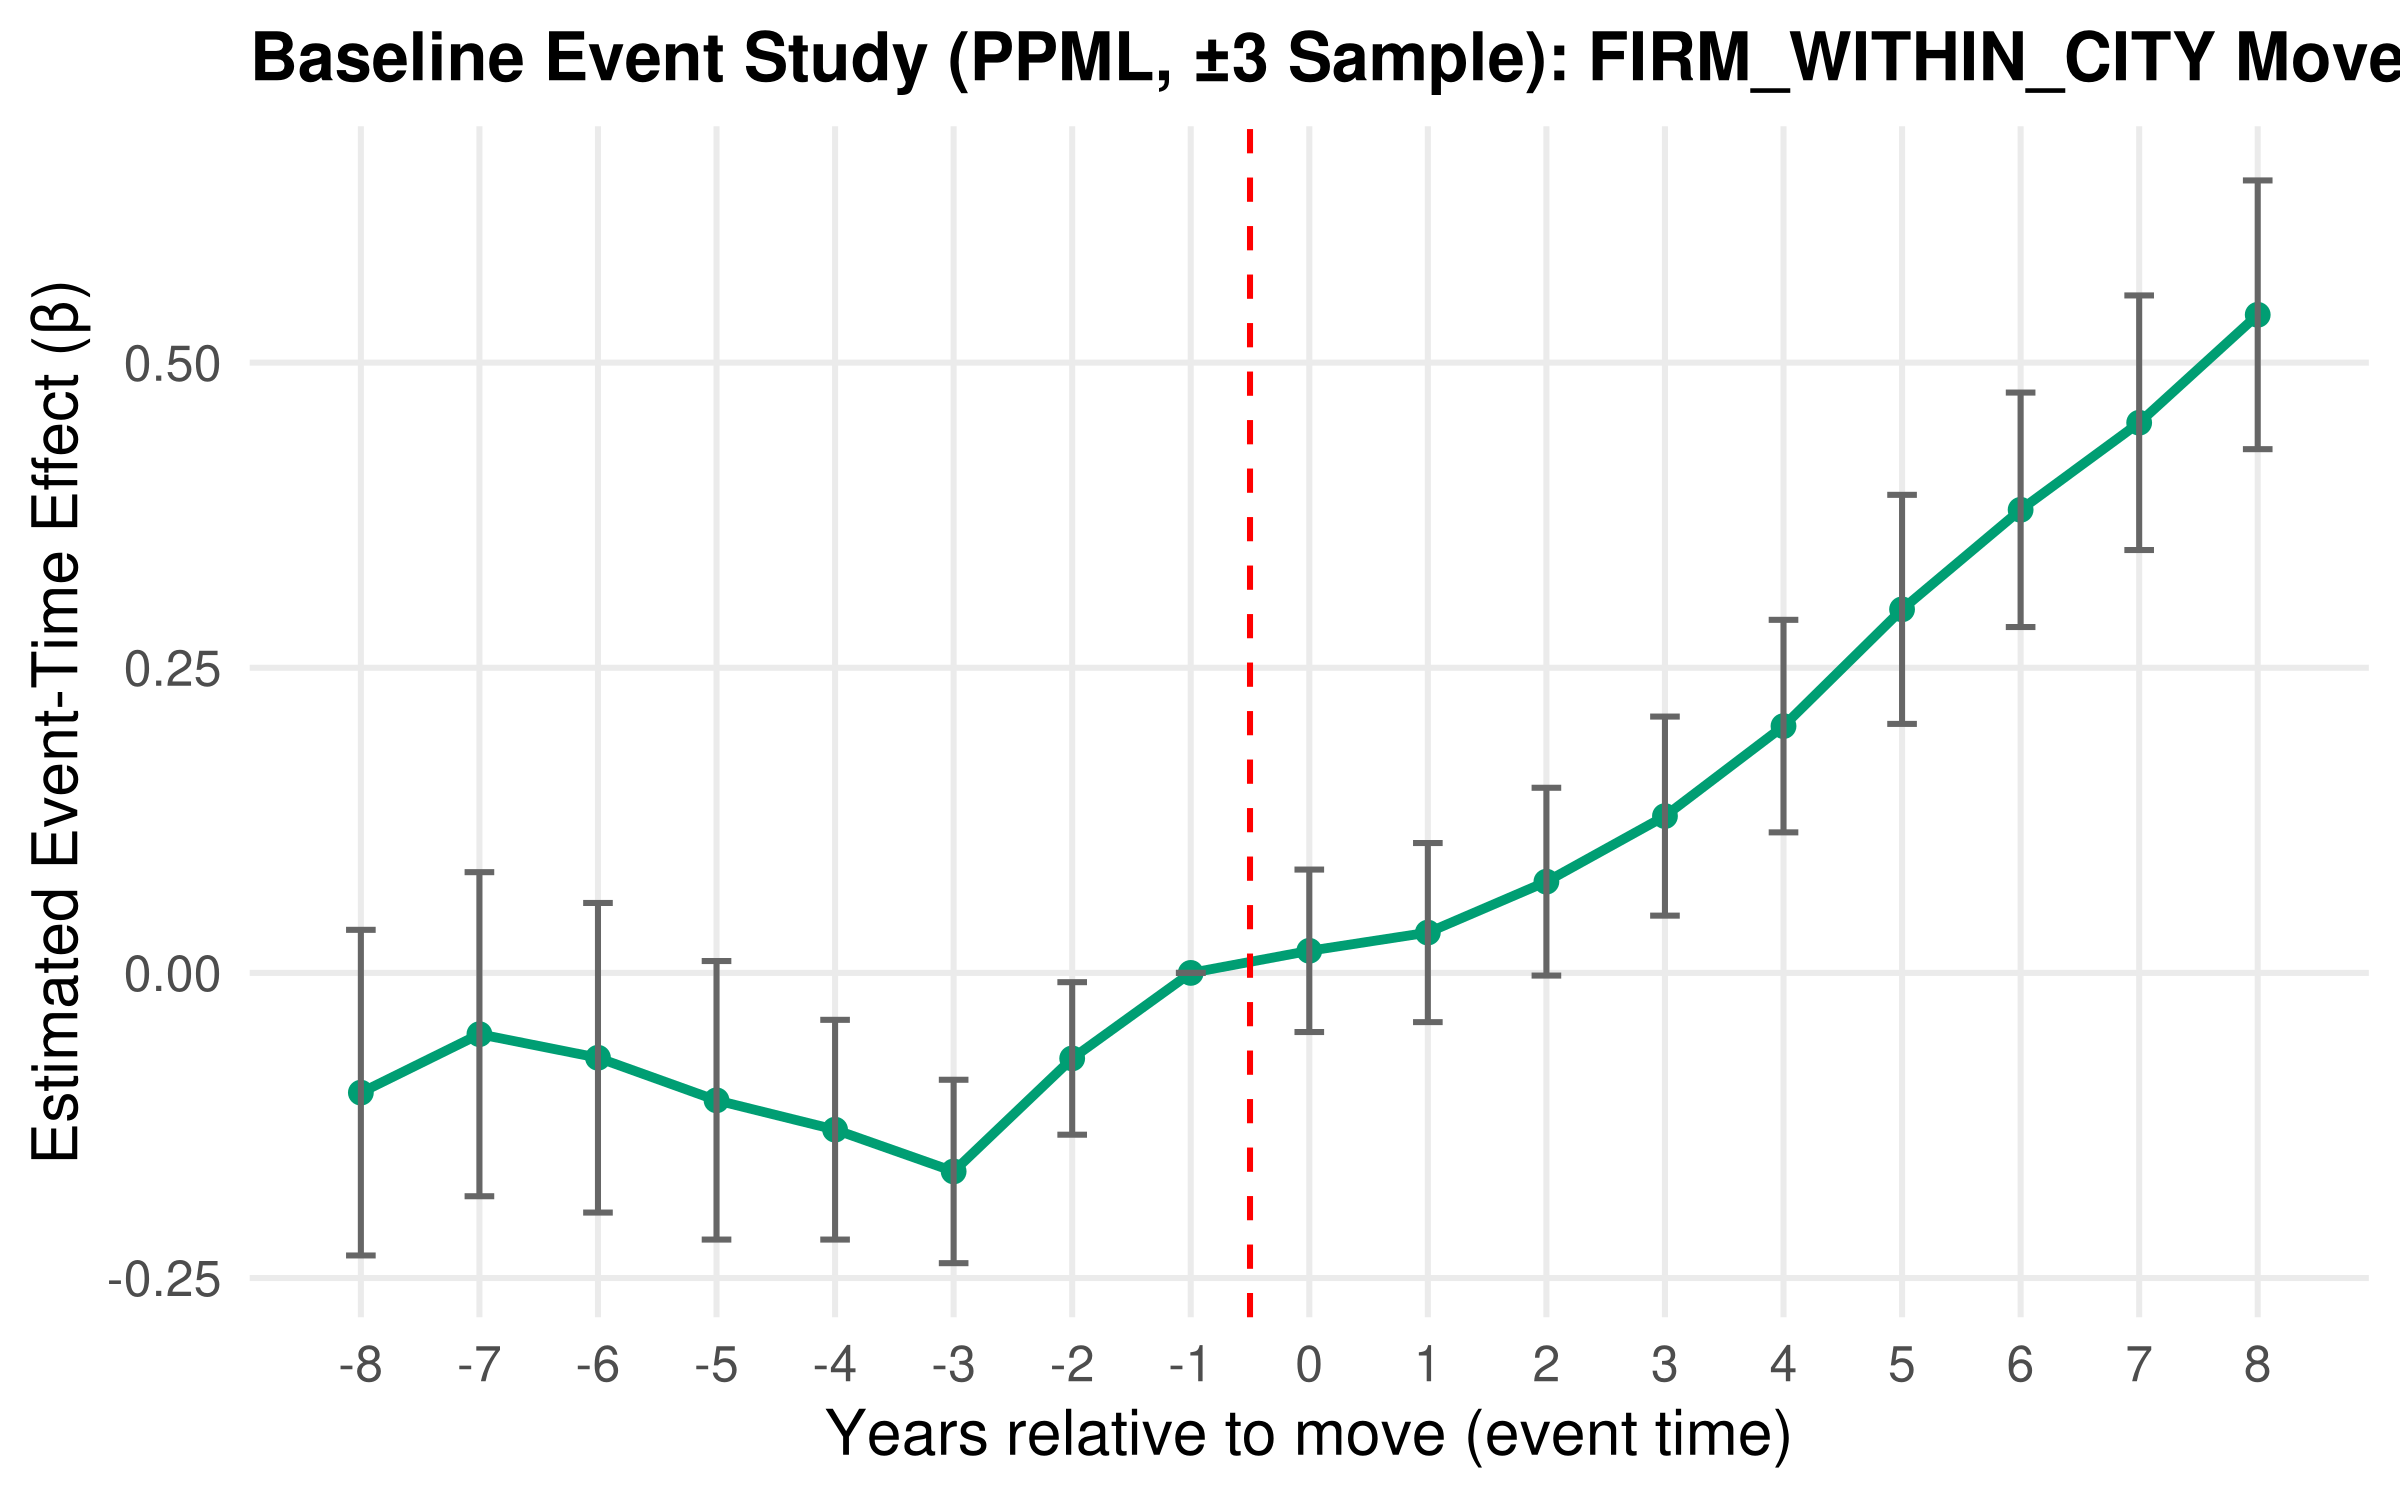 Baseline Event Study (PPML, ±3 Sample): FIRM_WITHIN_CITY Move
Estimated Event-Time Effect (β)
0.50
0.25
0.00
-0.25
-8 -7 -6 -5 -4 -3 -2 -1 0 1 2 3 4 5 6 7 8
Years relative to move (event time)